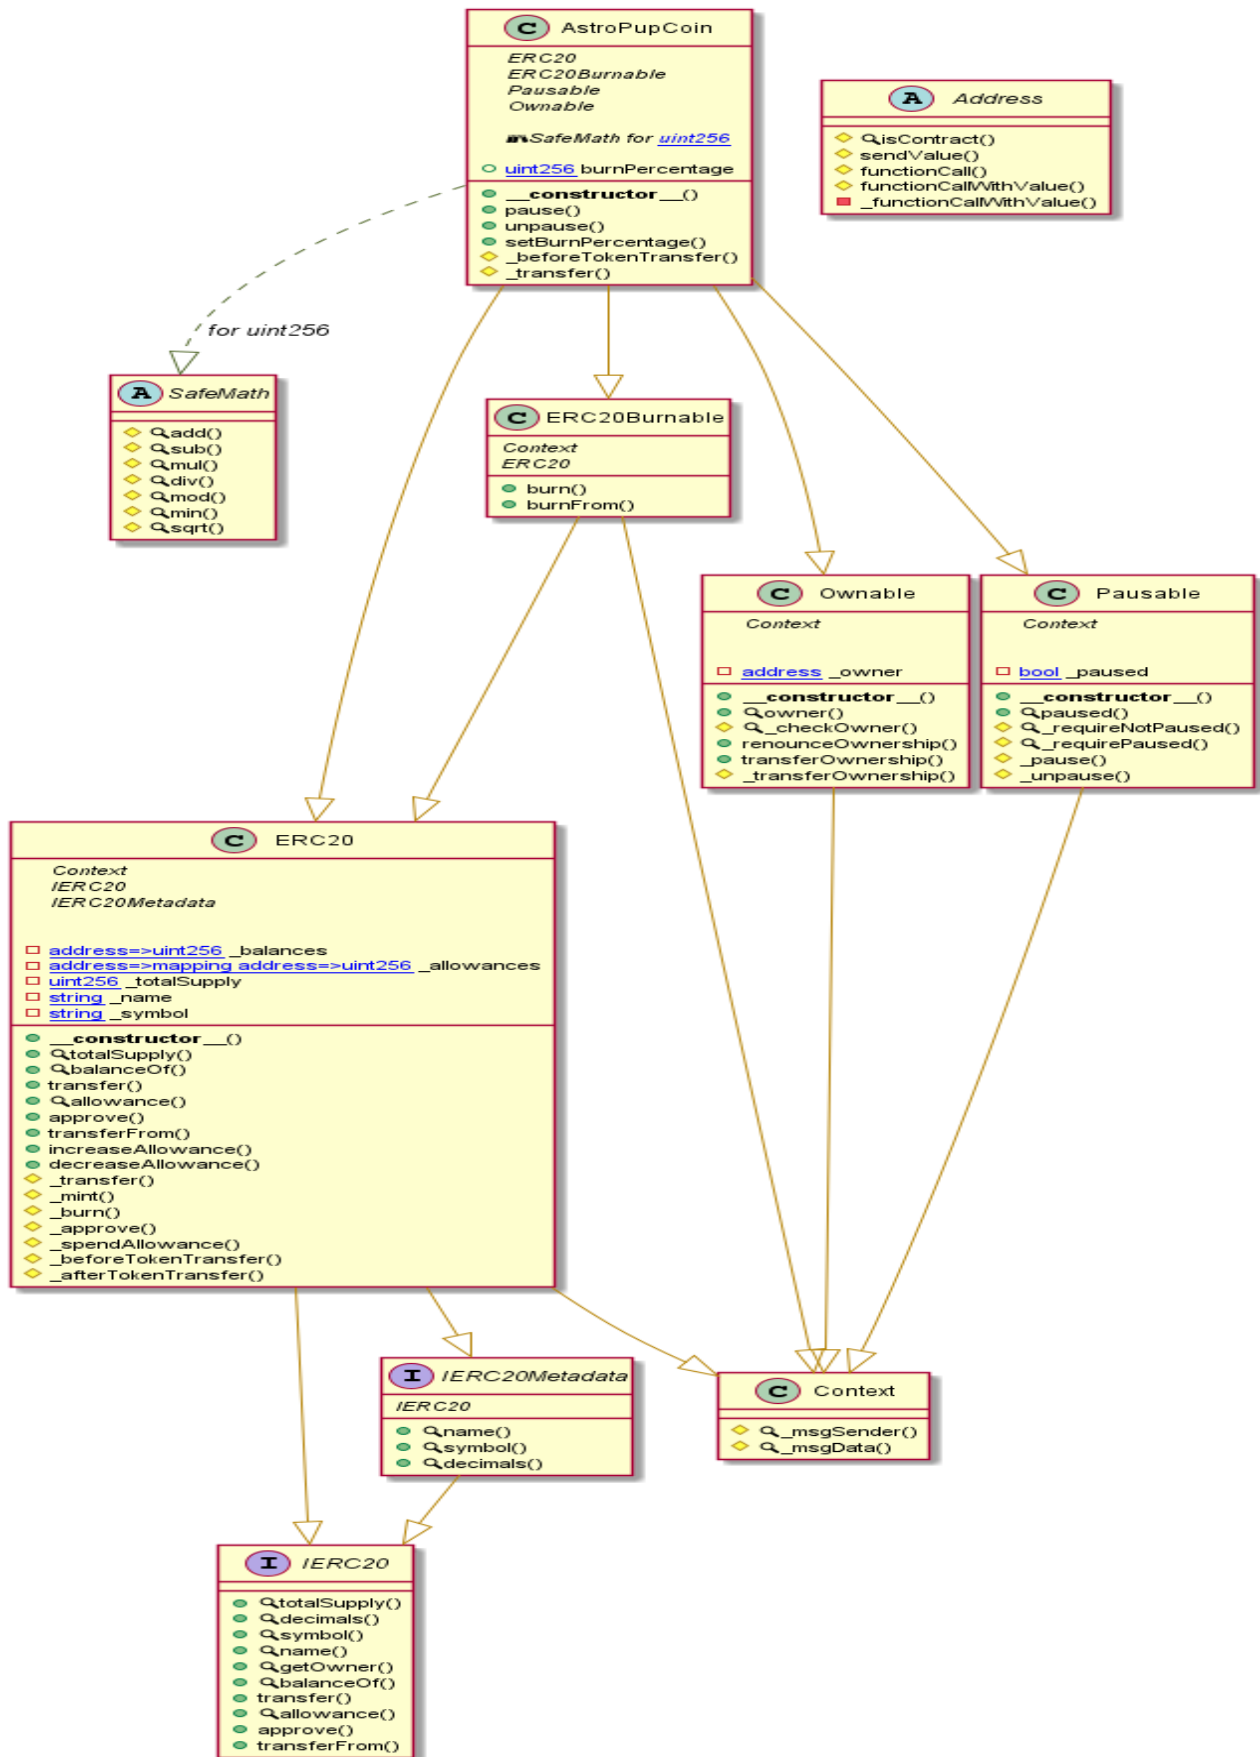 C AstroPupCoin
ERC20
ERC20Burnable
Pausable
Ownable
SafeMath for uint256
uint256 burnPercentage
__constructor__()
pause()
unpause()
setBurnPercentage()
_beforeTokenTransfer()
_transfer()
A Address
isContract()
sendValue()
functionCall()
functionCallWithValue()
_functionCallWithValue()
for uint256
A SafeMath
add()
sub()
mul()
div()
mod()
min()
sqrt()
C ERC20Burnable
Context
ERC20
burn()
burnFrom()
C Ownable
Context
address _owner
__constructor__()
owner()
_checkOwner()
renounceOwnership()
transferOwnership()
_transferOwnership()
C Pausable
Context
bool _paused
__constructor__()
paused()
_requireNotPaused()
_requirePaused()
_pause()
_unpause()
C ERC20
Context
IERC20
IERC20Metadata
address=>uint256 _balances
address=>mapping address=>uint256 _allowances
uint256 _totalSupply
string _name
string _symbol
__constructor__()
totalSupply()
balanceOf()
transfer()
allowance()
approve()
transferFrom()
increaseAllowance()
decreaseAllowance()
_transfer()
_mint()
_burn()
_approve()
_spendAllowance()
_beforeTokenTransfer()
_afterTokenTransfer()
I IERC20Metadata
IERC20
name()
symbol()
decimals()
C Context
_msgSender()
_msgData()
I IERC20
totalSupply()
decimals()
symbol()
name()
getOwner()
balanceOf()
transfer()
allowance()
approve()
transferFrom()